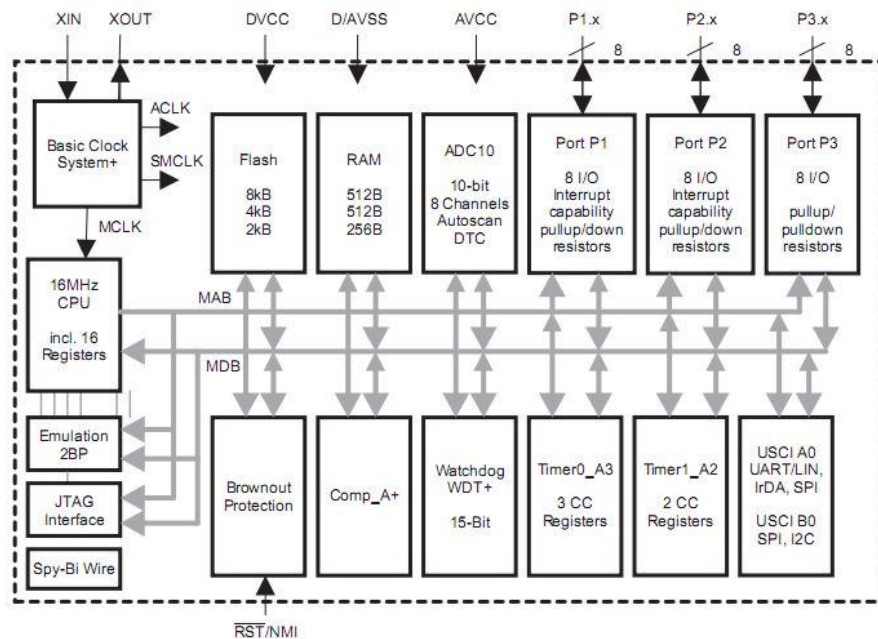 XIN
XOUT
DVCC
D/AVSS
AVCC
P1.x
P2.x
P3.x
8
8
8
Basic Clock
System+
ACLK
SMCLK
MCLK
Flash
8kB
4kB
2kB
RAM
512B
512B
256B
ADC10
10-bit
8 Channels
Autoscan
DTC
Port P1
8 I/O
Interrupt
capability
pullup/down
resistors
Port P2
8 I/O
Interrupt
capability
pullup/down
resistors
Port P3
8 I/O
pullup/
pulldown
resistors
16MHz
CPU
incl. 16
Registers
MAB
MDB
Emulation
2BP
JTAG
Interface
Spy-Bi Wire
Brownout
Protection
Comp_A+
Watchdog
WDT+
15-Bit
Timer0_A3
3 CC
Registers
Timer1_A2
2 CC
Registers
USCI A0
UART/LIN,
IrDA, SPI
USCI B0
SPI, I2C
RST/NMI